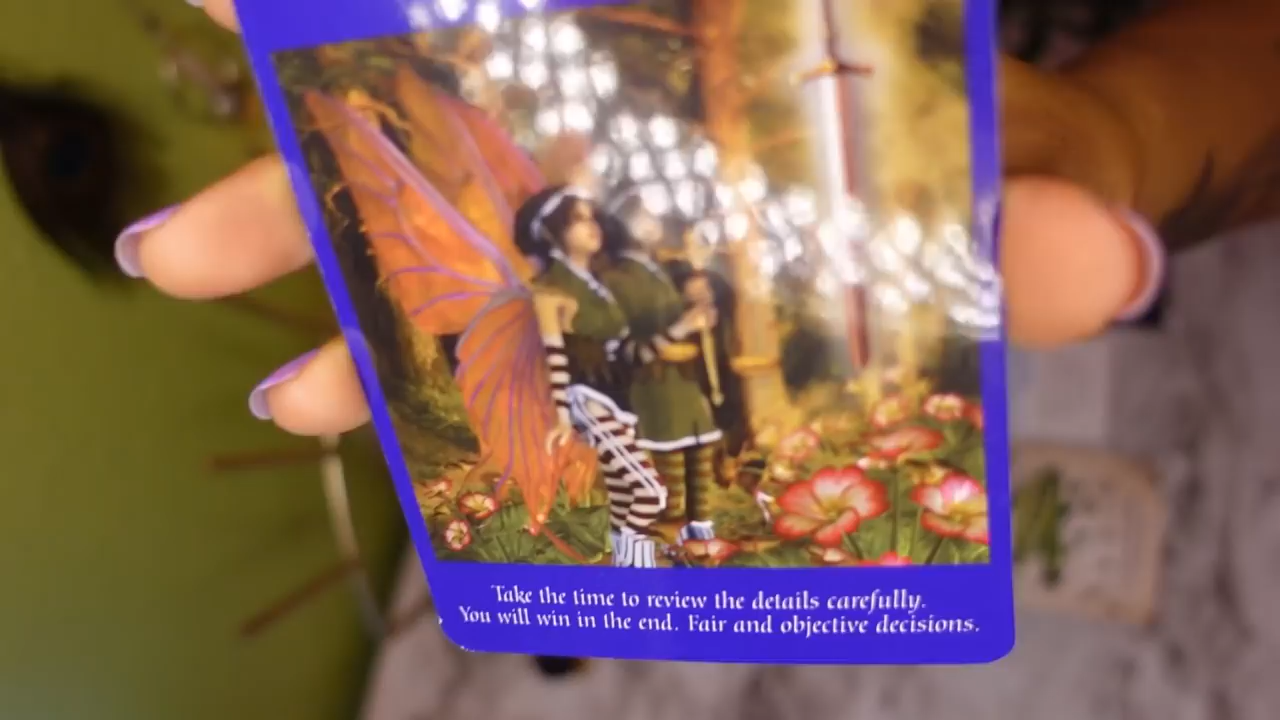 Take the time to review the details carefully.
You will win in the end. Fair and objective decisions.